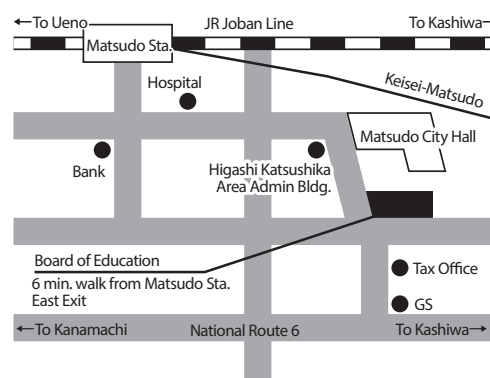 ←To Ueno
JR Joban Line
To Kashiwa→
Matsudo Sta.
Keisei-Matsudo
Hospital
Matsudo City Hall
Bank
Higashi Katsushika
Area Admin Bldg.
Board of Education
6 min. walk from Matsudo Sta.
East Exit
Tax Office
GS
←To Kanamachi
National Route 6
To Kashiwa→